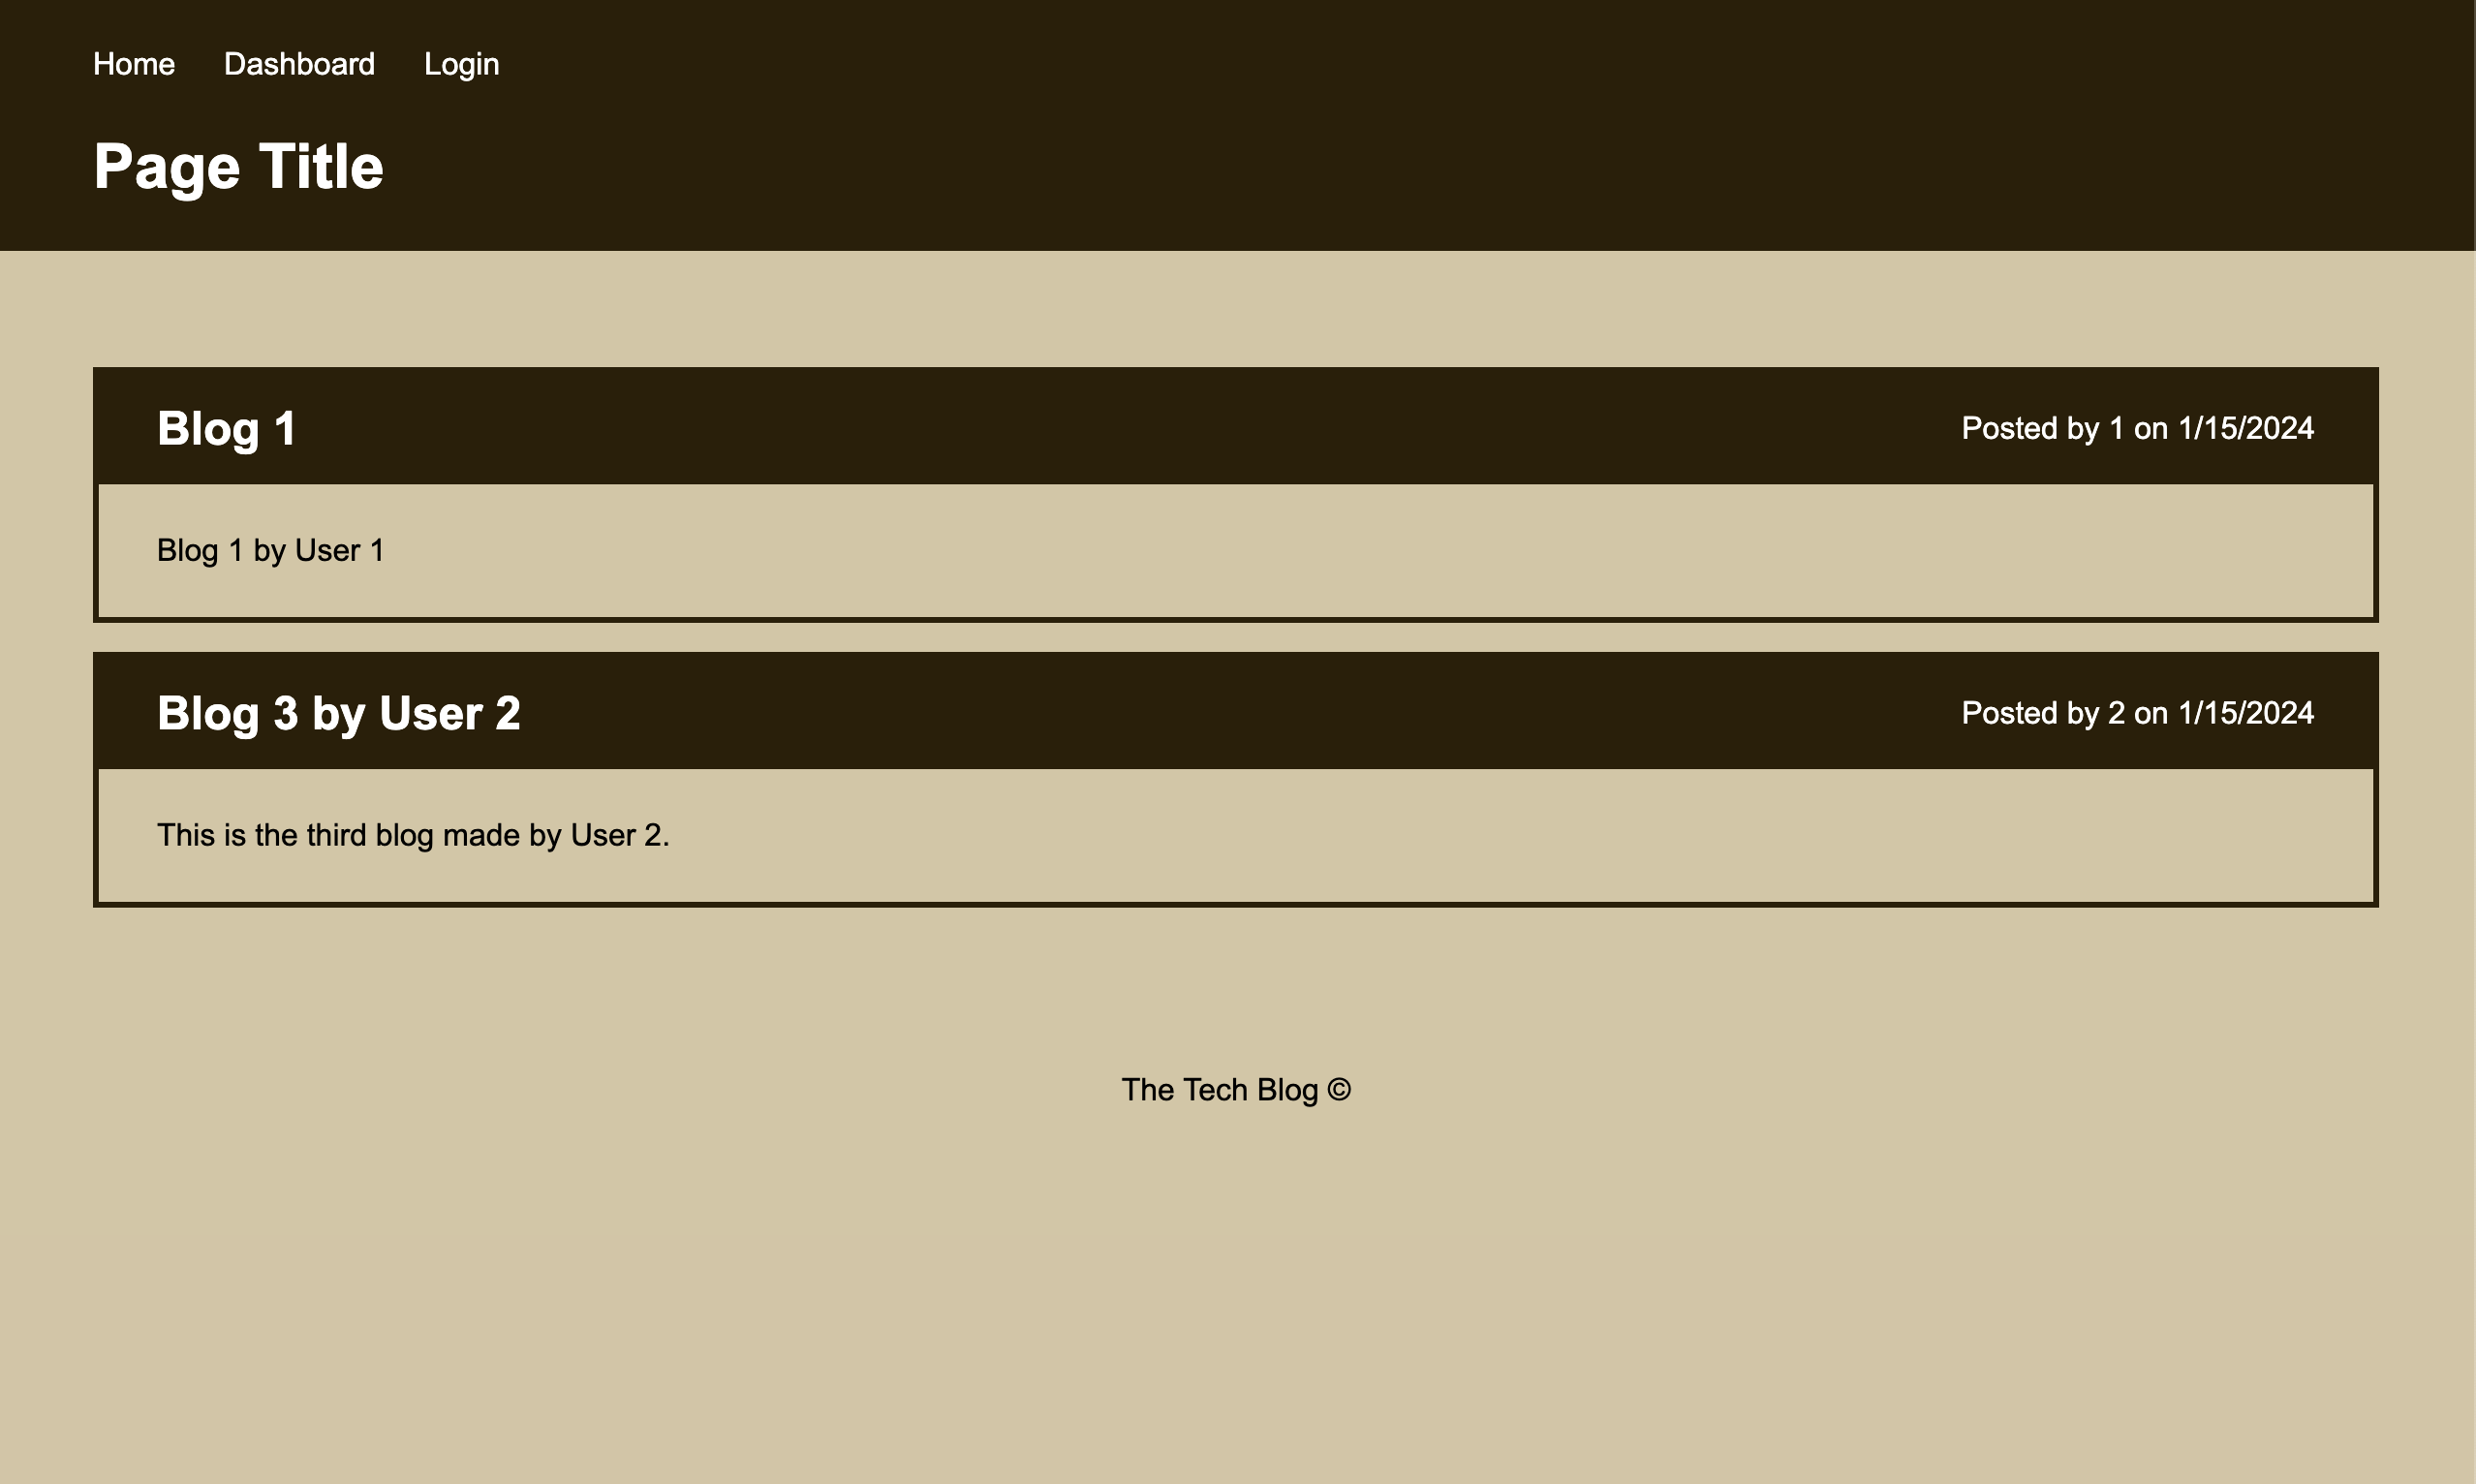 Home Dashboard Login
Page Title
Blog 1 Posted by 1 on 1/15/2024
Blog 1 by User 1
Blog 3 by User 2 Posted by 2 on 1/15/2024
This is the third blog made by User 2.
The Tech Blog ©